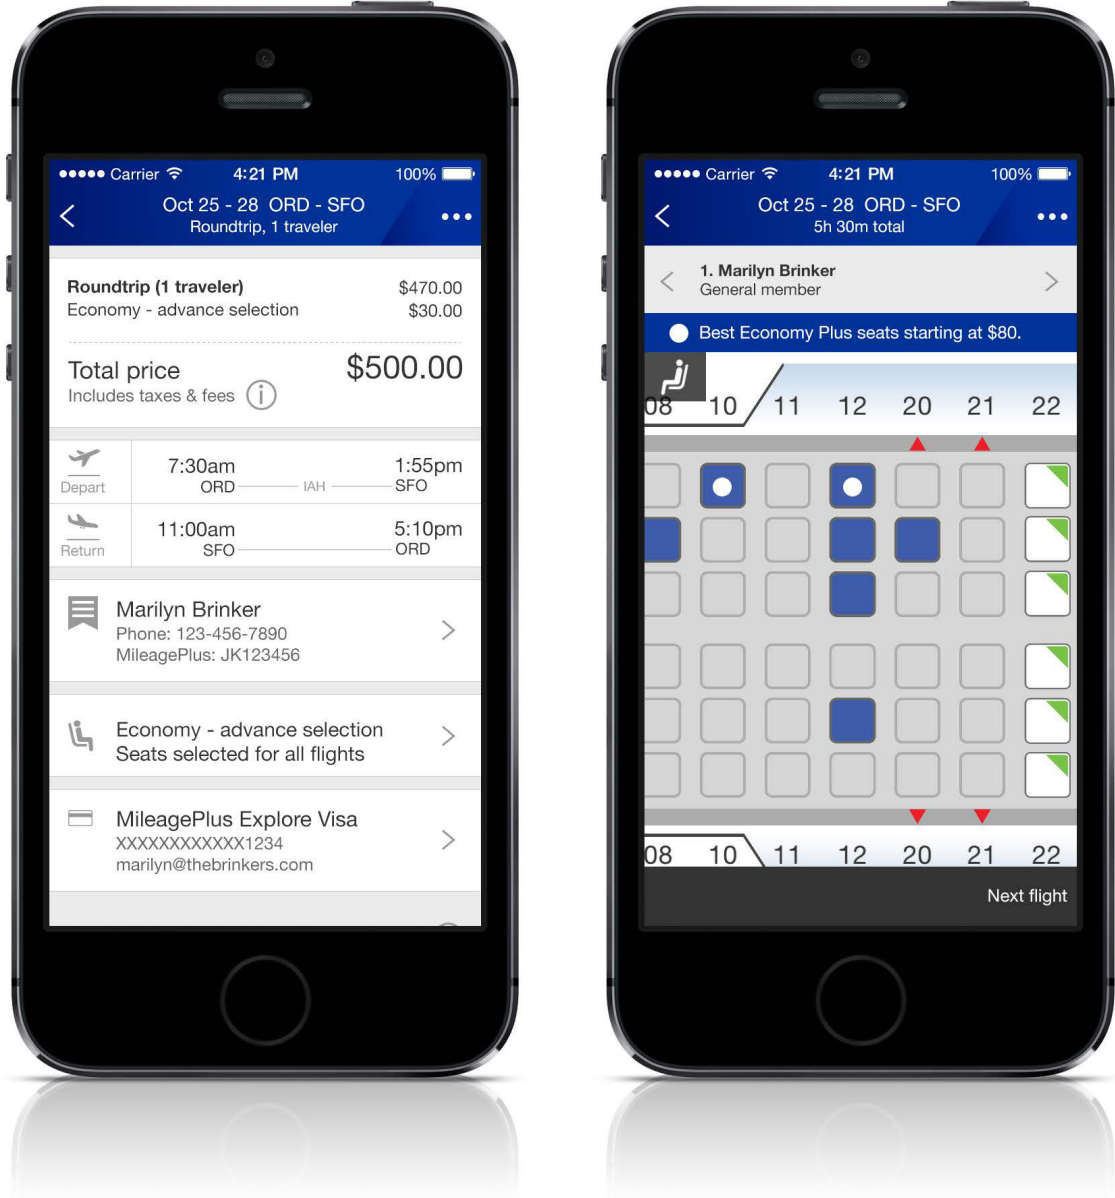 Carrier 4:21 PM 100%
Oct 25 - 28 ORD - SFO
Roundtrip, 1 traveler
Roundtrip (1 traveler) $470.00
Economy - advance selection $30.00
Total price $500.00
Includes taxes & fees i
7:30am 1:55pm
Depart ORD IAH SFO
11:00am 5:10pm
Return SFO ORD
Marilyn Brinker
Phone: 123-456-7890
MileagePlus: JK123456
Economy - advance selection
Seats selected for all flights
MileagePlus Explore Visa
XXXXXXXXXXXX1234
marilyn@thebrinkers.com
Carrier 4:21 PM 100%
Oct 25 - 28 ORD - SFO
5h 30m total
1. Marilyn Brinker
General member
Best Economy Plus seats starting at $80.
08 10 11 12 20 21 22
08 10 11 12 20 21 22
Next flight